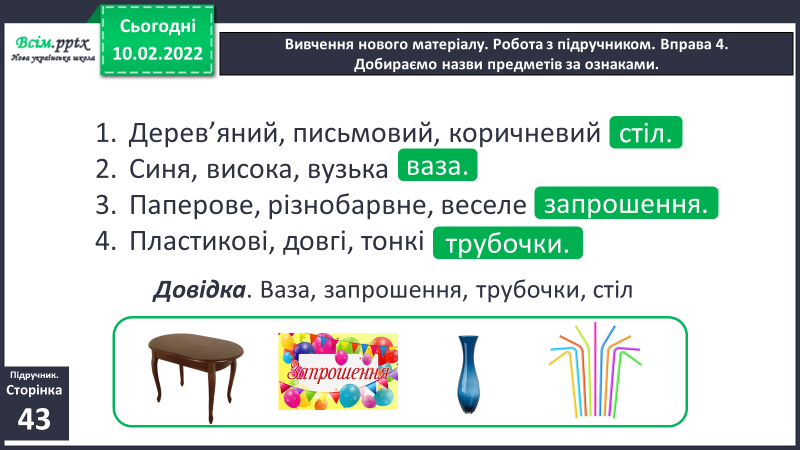 Всім.pptx
Нова українська школа
Сьогодні
10.02.2022
Вивчення нового матеріалу. Робота з підручником. Вправа 4.
Добираємо назви предметів за ознаками.
1. Дерев’яний, письмовий, коричневий стіл.
2. Синя, висока, вузька ваза.
3. Паперове, різнобарвне, веселе запрошення.
4. Пластикові, довгі, тонкі трубочки.
Довідка. Ваза, запрошення, трубочки, стіл
Запрошення
Підручник.
Сторінка
43